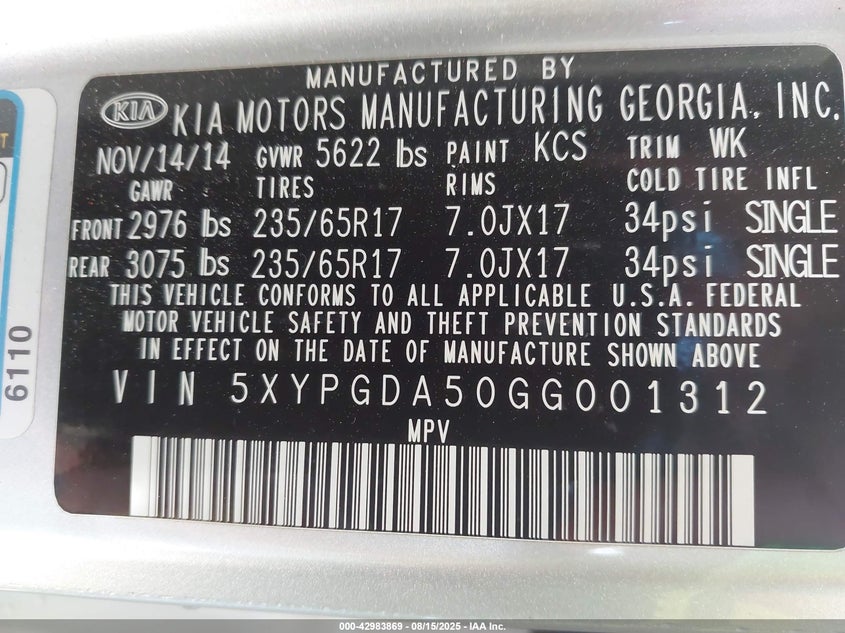 MANUFACTURED BY
KIA KIA MOTORS MANUFACTURING GEORGIA, INC.
NOV/14/14 GVWR 5622 lbs PAINT KCS TRIM WK
GAWR TIRES RIMS COLD TIRE INFL
FRONT 2976 lbs 235/65R17 7.0JX17 34psi SINGLE
REAR 3075 lbs 235/65R17 7.0JX17 34psi SINGLE
THIS VEHICLE CONFORMS TO ALL APPLICABLE U.S.A. FEDERAL
MOTOR VEHICLE SAFETY AND THEFT PREVENTION STANDARDS
IN EFFECT ON THE DATE OF MANUFACTURE SHOWN ABOVE
VIN 5XYPGDA50GG001312
MPV
6110
000-42983869 - 08/15/2025 - IAA Inc.